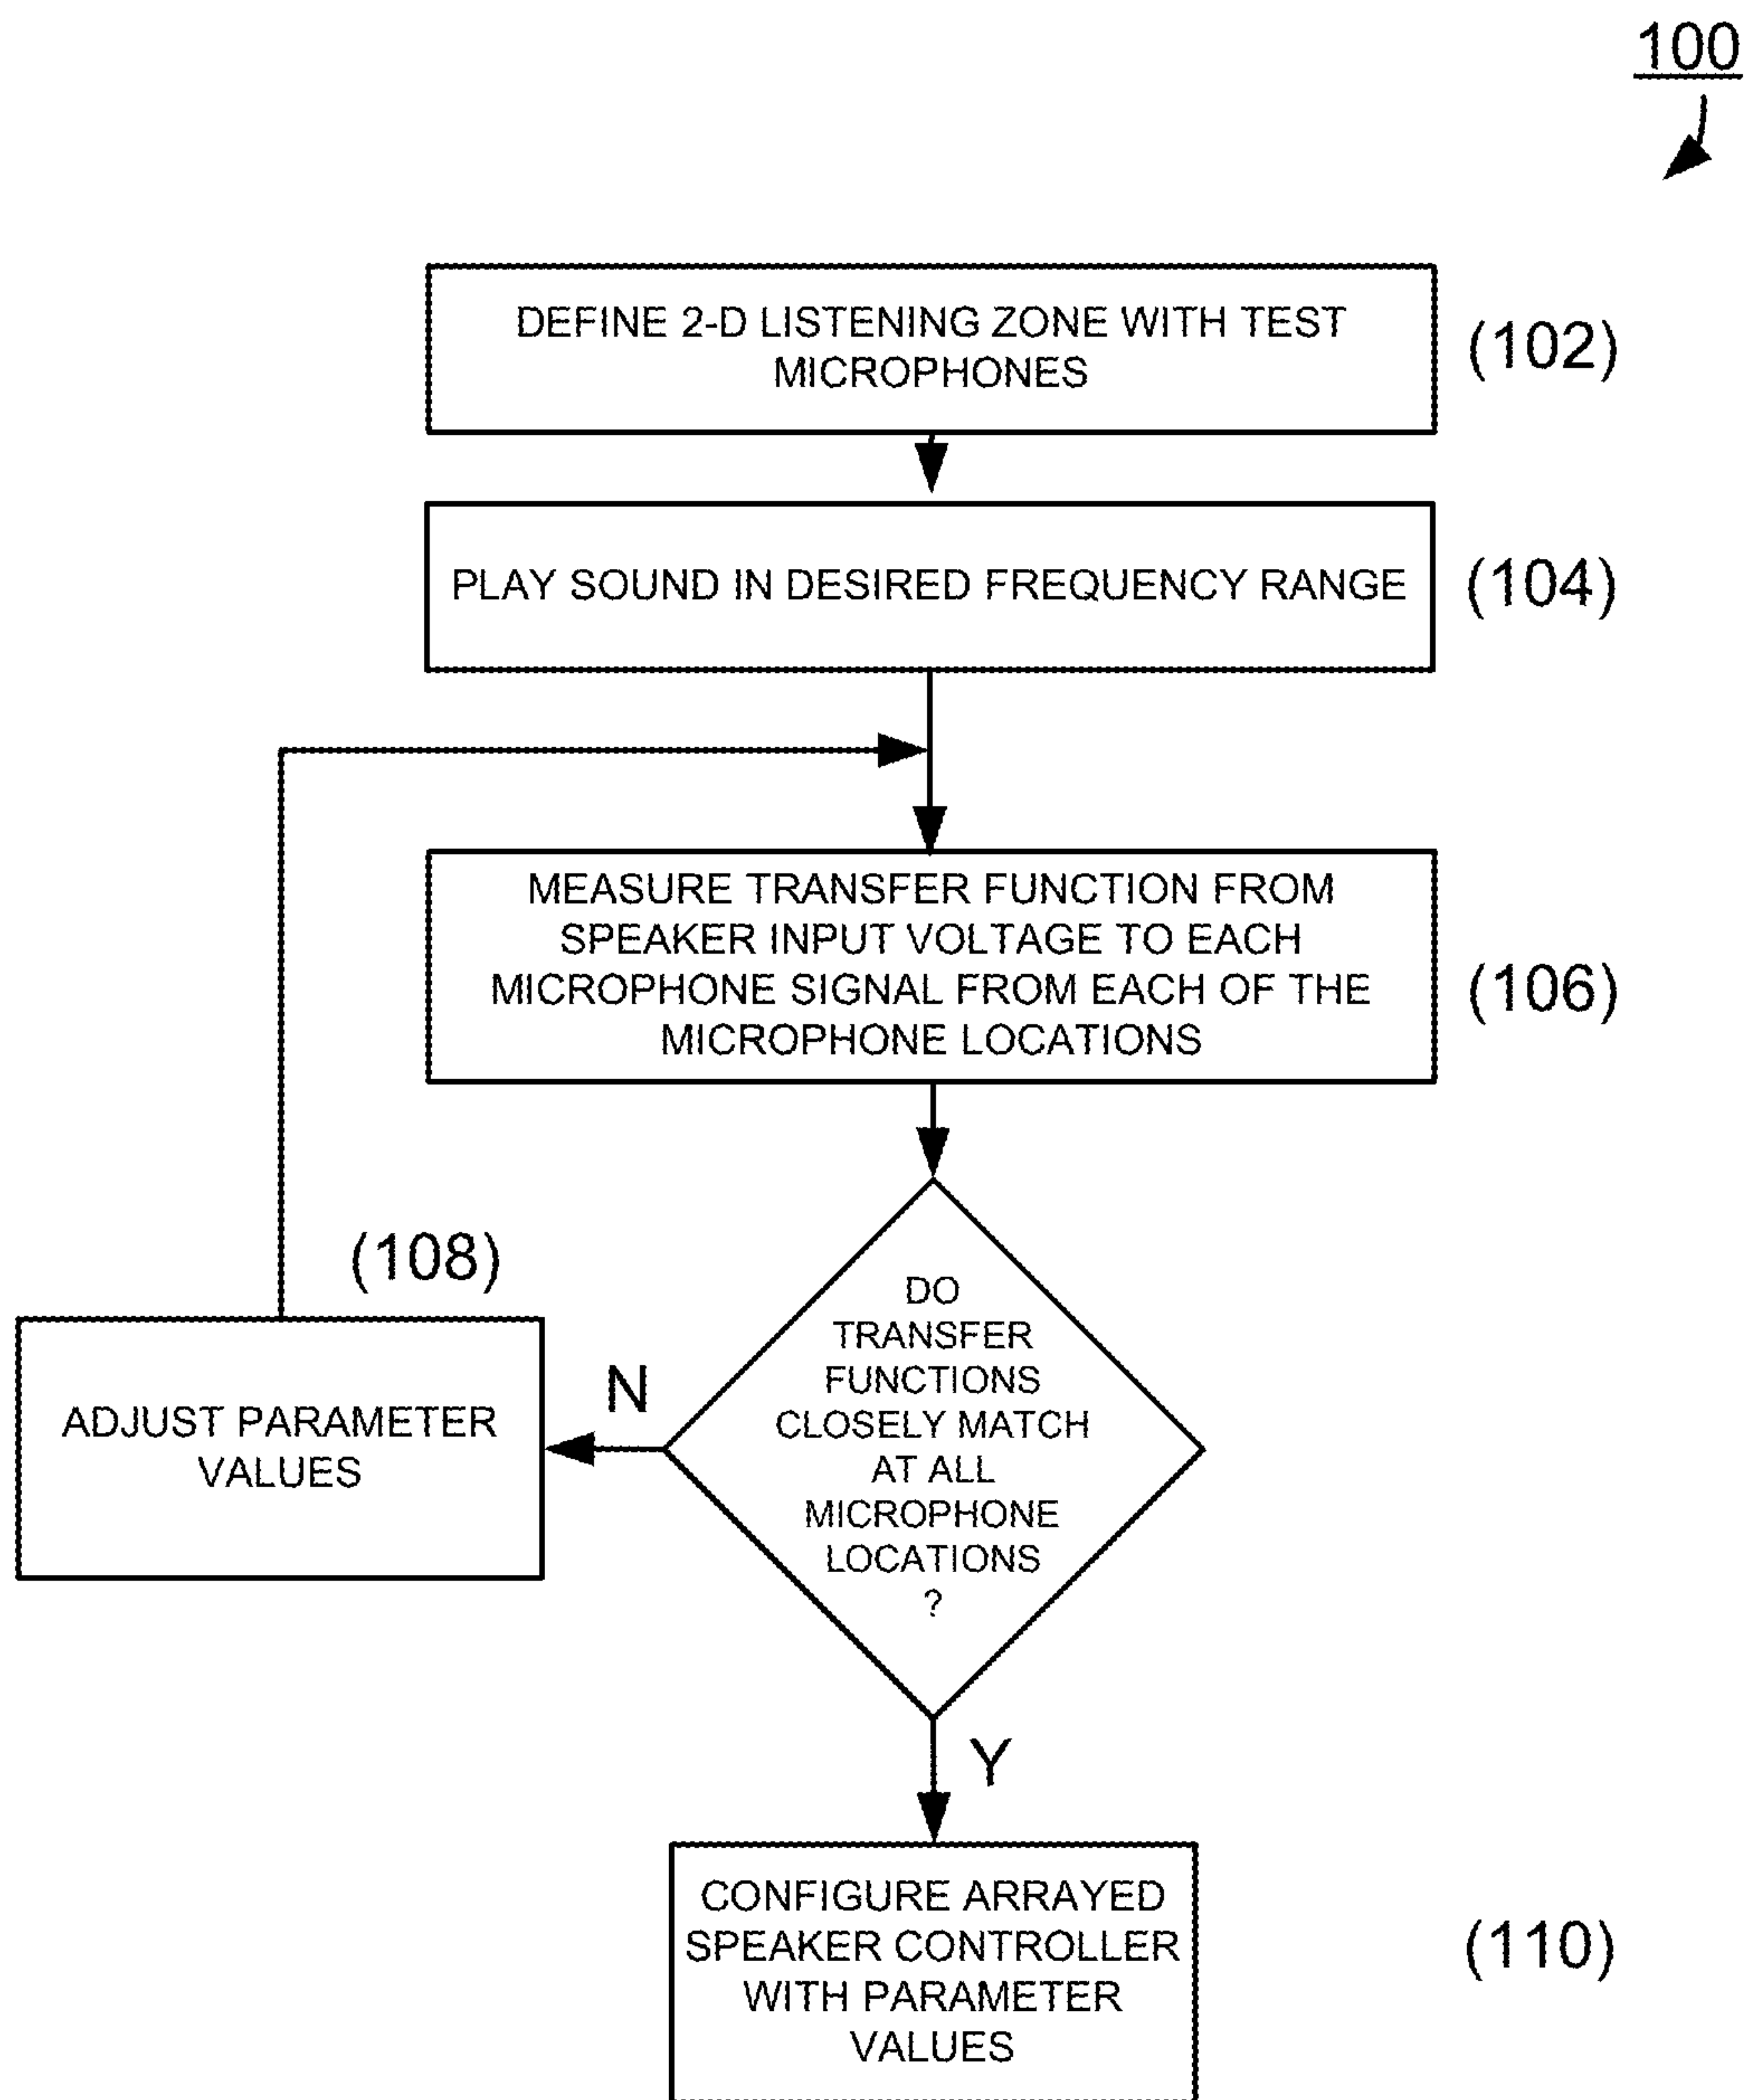 100
DEFINE 2-D LISTENING ZONE WITH TEST
MICROPHONES
(102)
PLAY SOUND IN DESIRED FREQUENCY RANGE
(104)
MEASURE TRANSFER FUNCTION FROM
SPEAKER INPUT VOLTAGE TO EACH
MICROPHONE SIGNAL FROM EACH OF THE
MICROPHONE LOCATIONS
(106)
DO
TRANSFER
FUNCTIONS
CLOSELY MATCH
AT ALL
MICROPHONE
LOCATIONS
?
N
(108)
ADJUST PARAMETER
VALUES
Y
CONFIGURE ARRAYED
SPEAKER CONTROLLER
WITH PARAMETER
VALUES
(110)